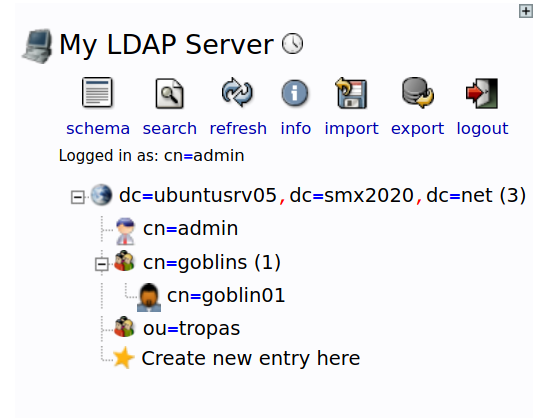 My LDAP Server
schema search refresh info import export logout
Logged in as: cn=admin
dc=ubuntusrv05,dc=smx2020,dc=net (3)
cn=admin
cn=goblins (1)
cn=goblin01
ou=tropas
Create new entry here